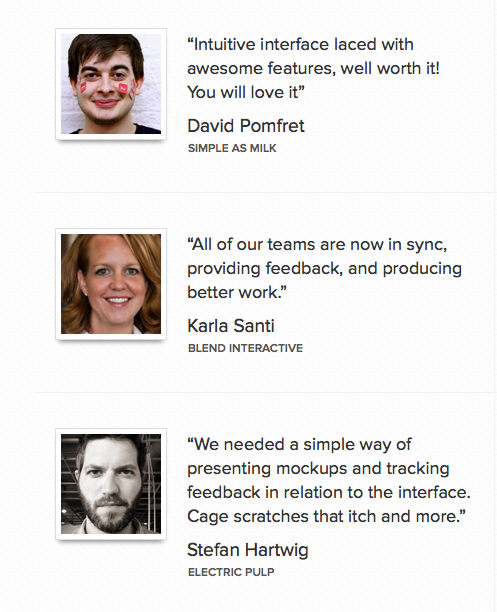 “Intuitive interface laced with
awesome features, well worth it!
You will love it”
David Pomfret
SIMPLE AS MILK
“All of our teams are now in sync,
providing feedback, and producing
better work.”
Karla Santi
BLEND INTERACTIVE
“We needed a simple way of
presenting mockups and tracking
feedback in relation to the interface.
Cage scratches that itch and more.”
Stefan Hartwig
ELECTRIC PULP